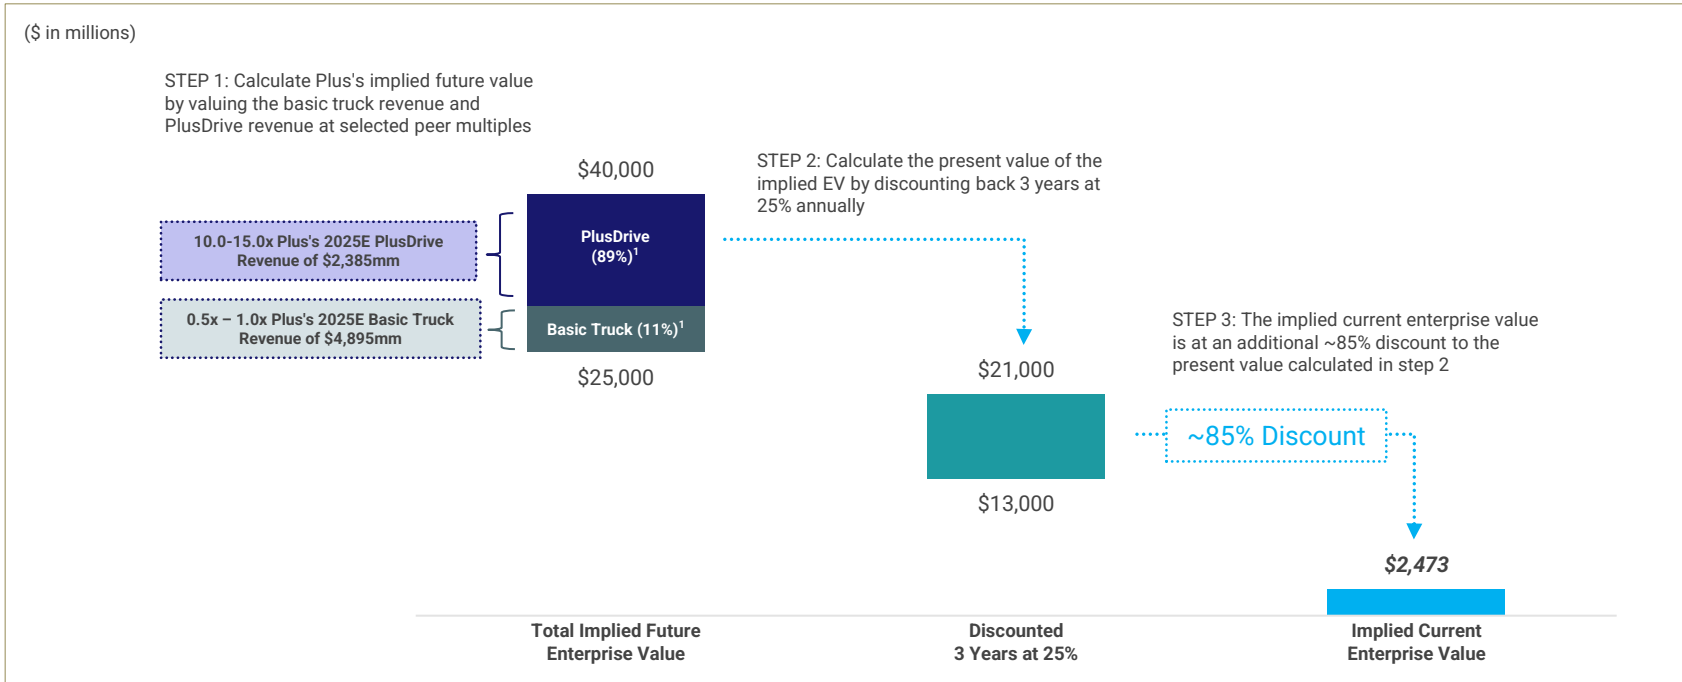 ($ in millions)
STEP 1: Calculate Plus's implied future value
by valuing the basic truck revenue and
PlusDrive revenue at selected peer multiples
$40,000
10.0-15.0x Plus's 2025E PlusDrive
Revenue of $2,385mm
PlusDrive
(89%)1
0.5x – 1.0x Plus's 2025E Basic Truck
Revenue of $4,895mm
Basic Truck (11%)1
$25,000
STEP 2: Calculate the present value of the
implied EV by discounting back 3 years at
25% annually
$21,000
$13,000
STEP 3: The implied current enterprise value
is at an additional ~85% discount to the
present value calculated in step 2
~85% Discount
$2,473
Total Implied Future
Enterprise Value
Discounted
3 Years at 25%
Implied Current
Enterprise Value